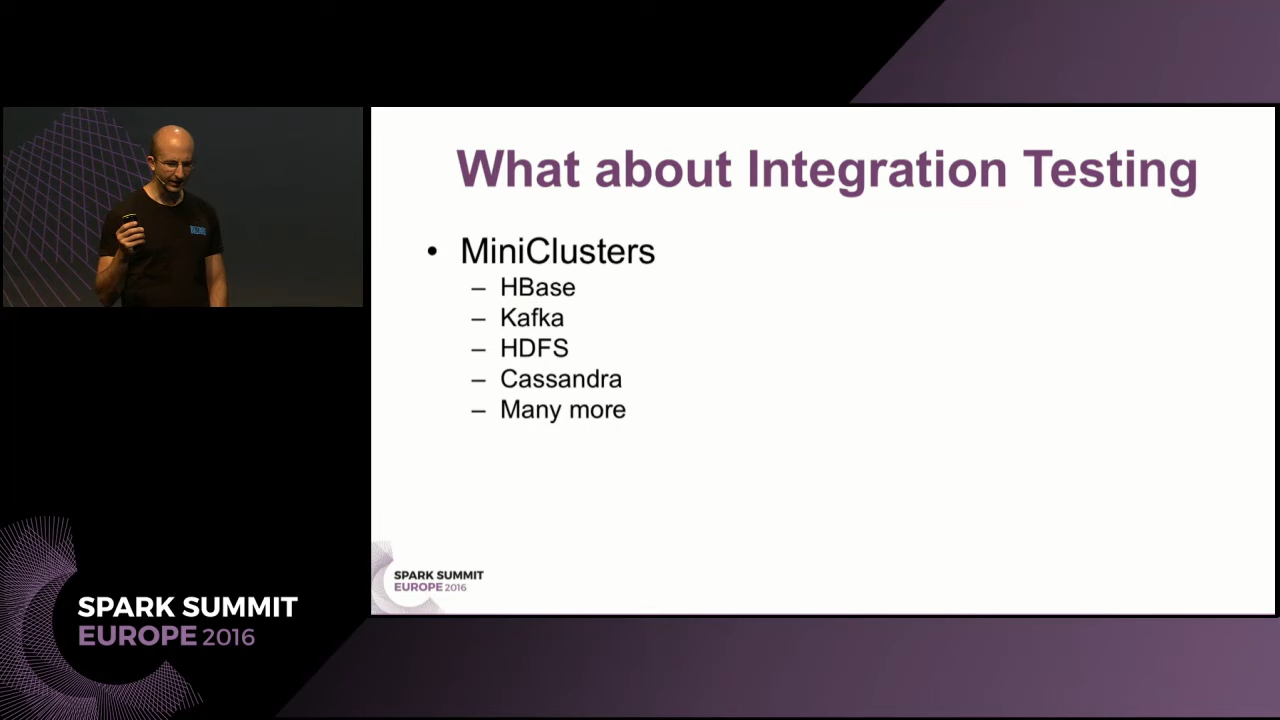 What about Integration Testing
• MiniClusters
– HBase
– Kafka
– HDFS
– Cassandra
– Many more
SPARK SUMMIT
EUROPE 2016
SPARK SUMMIT
EUROPE 2016